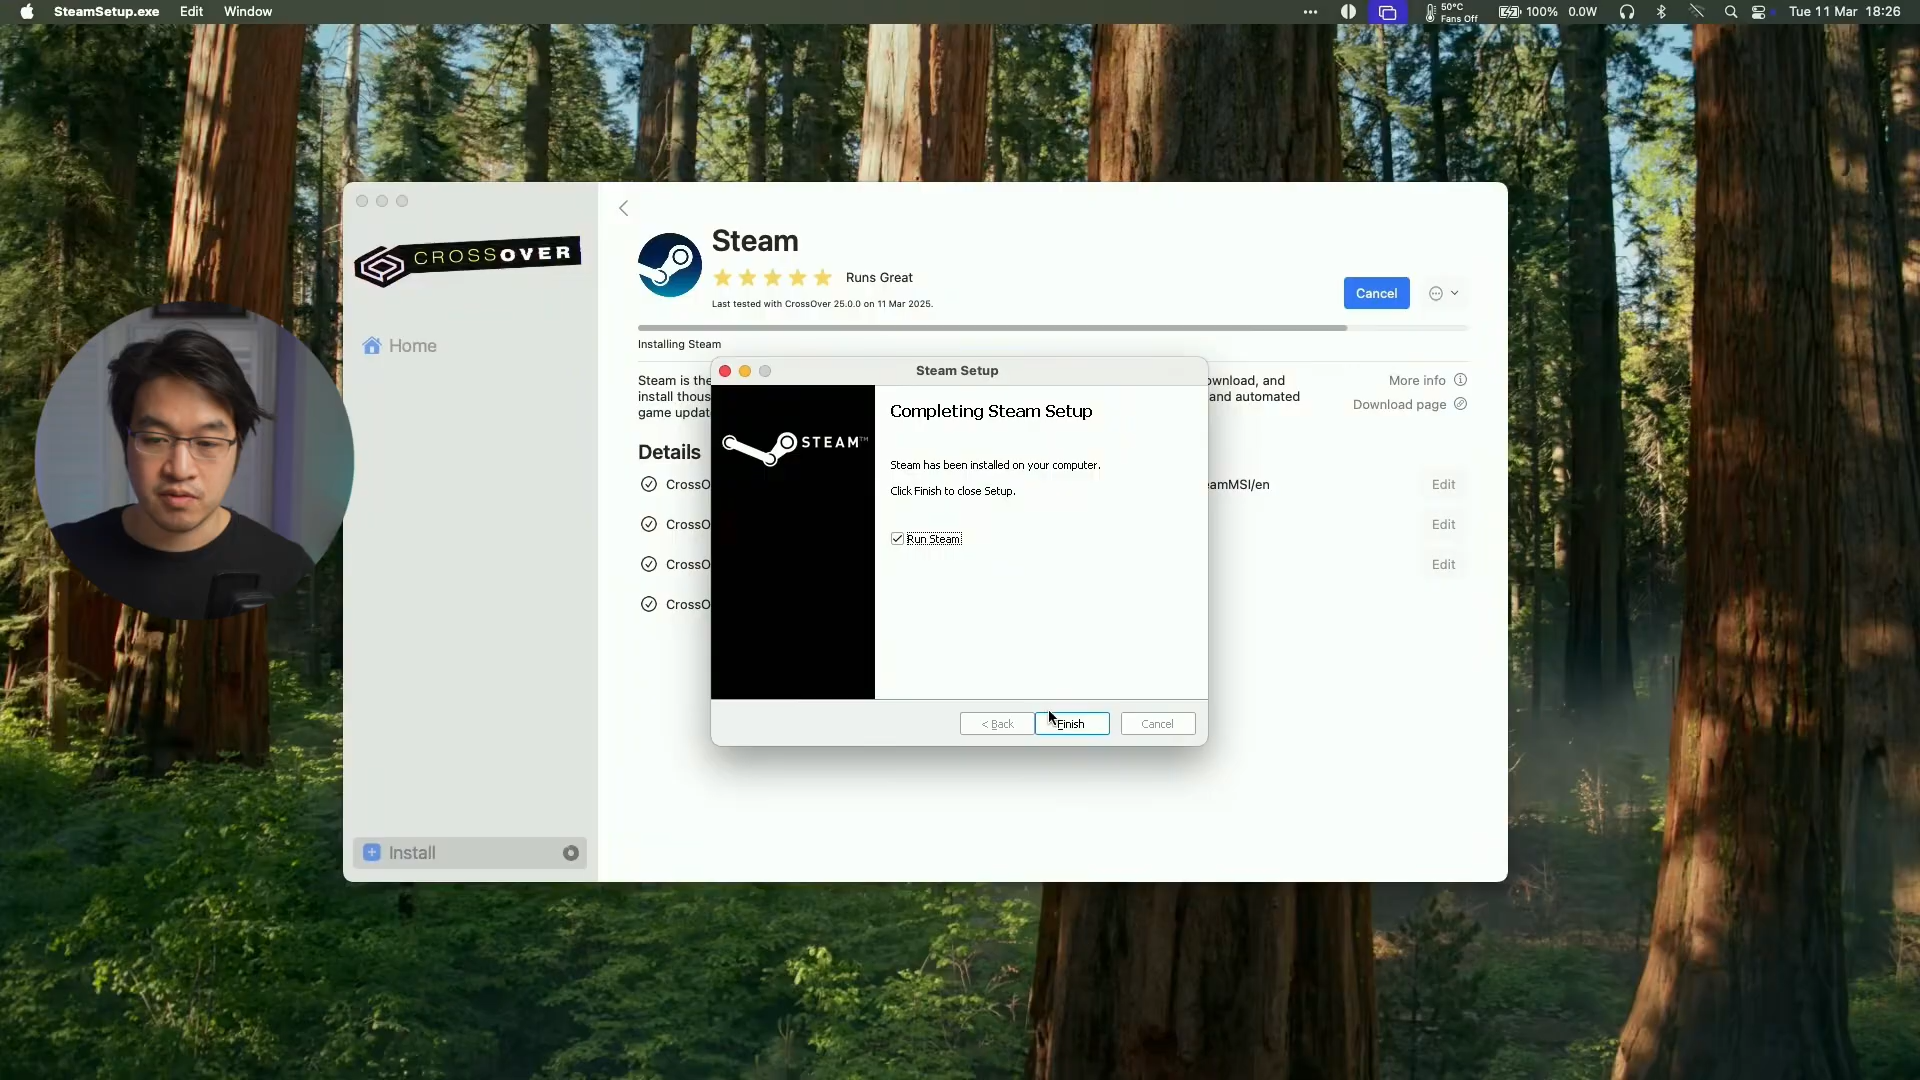 SteamSetup.exe Edit Window
50°C
Fans Off
100% 0.0W
Tue 11 Mar 18:26
CROSSOVER
Home
Install
Steam
Runs Great
Last tested with CrossOver 25.0.0 on 11 Mar 2025.
Cancel
Installing Steam
Steam is the
install thous
game updat
ownload, and
and automated
More info
Download page
Details
CrossO
eamMSI/en
Edit
CrossO
Edit
CrossO
Edit
CrossO
Steam Setup
STEAM™
Completing Steam Setup
Steam has been installed on your computer.
Click Finish to close Setup.
Run Steam
< Back
Finish
Cancel